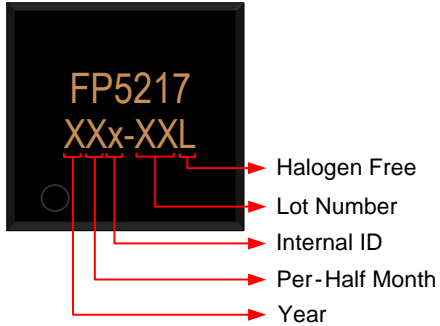 FP5217
XXx-XXL
Halogen Free
Lot Number
Internal ID
Per-Half Month
Year